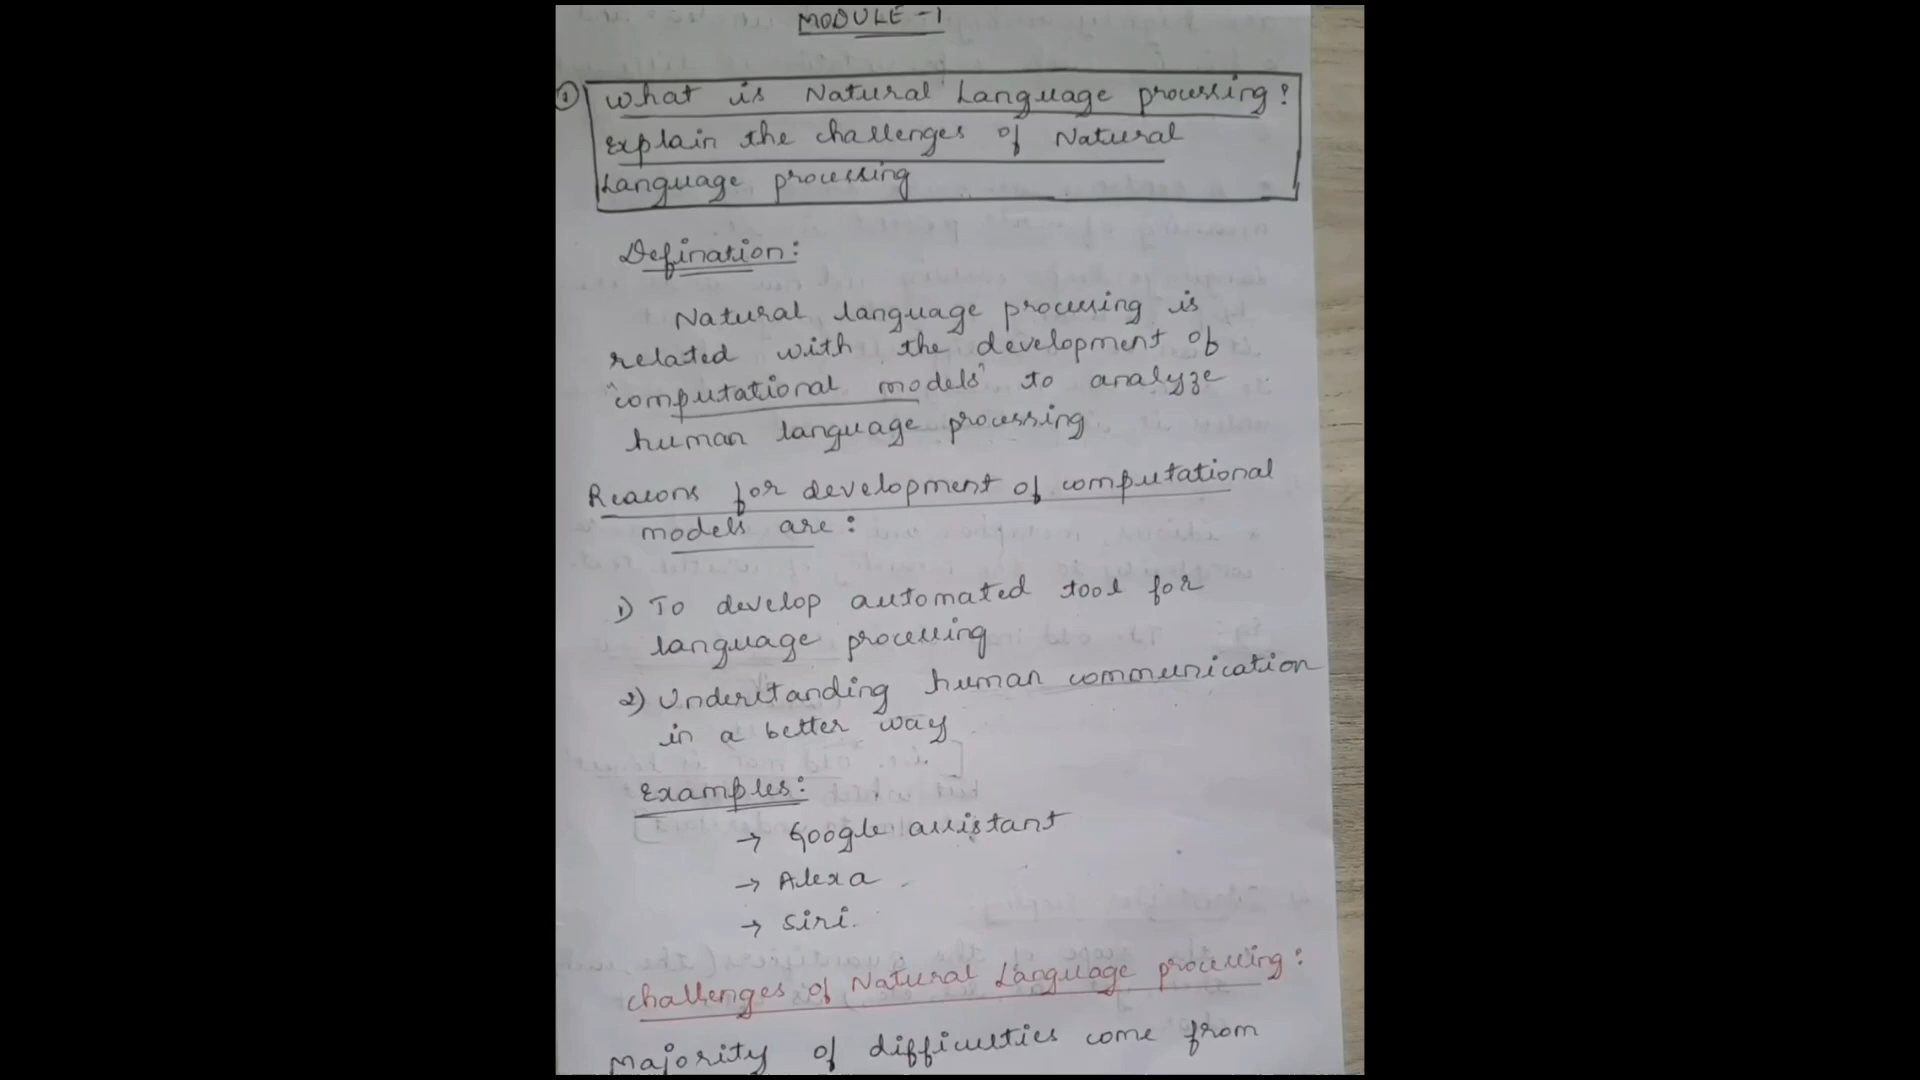 MODULE - 1
1) What is Natural Language processing?
explain the challenges of Natural
Language processing
Defination:
Natural language processing is
related with the development of
"computational models" to analyze
human language processing
Reasons for development of computational
models are:
1) To develop automated tool for
language processing
2) Understanding human communication
in a better way
Examples:
→ Google assistant
→ Alexa
→ Siri.
challenges of Natural Language processing:
Majority of difficulties come from